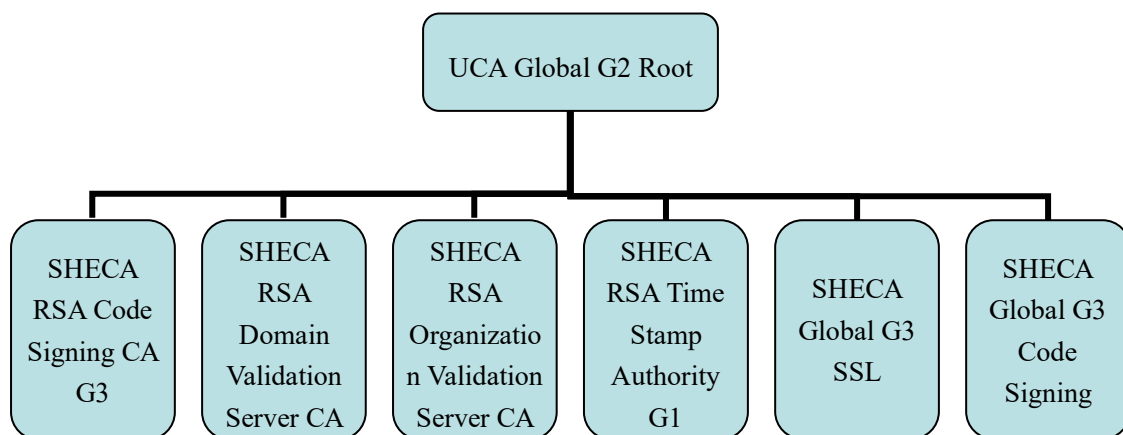 UCA Global G2 Root
SHECA
RSA Code
Signing CA
G3
SHECA
RSA
Domain
Validation
Server CA
SHECA
RSA
Organizatio
n Validation
Server CA
SHECA
RSA Time
Stamp
Authority
G1
SHECA
Global G3
SSL
SHECA
Global G3
Code
Signing